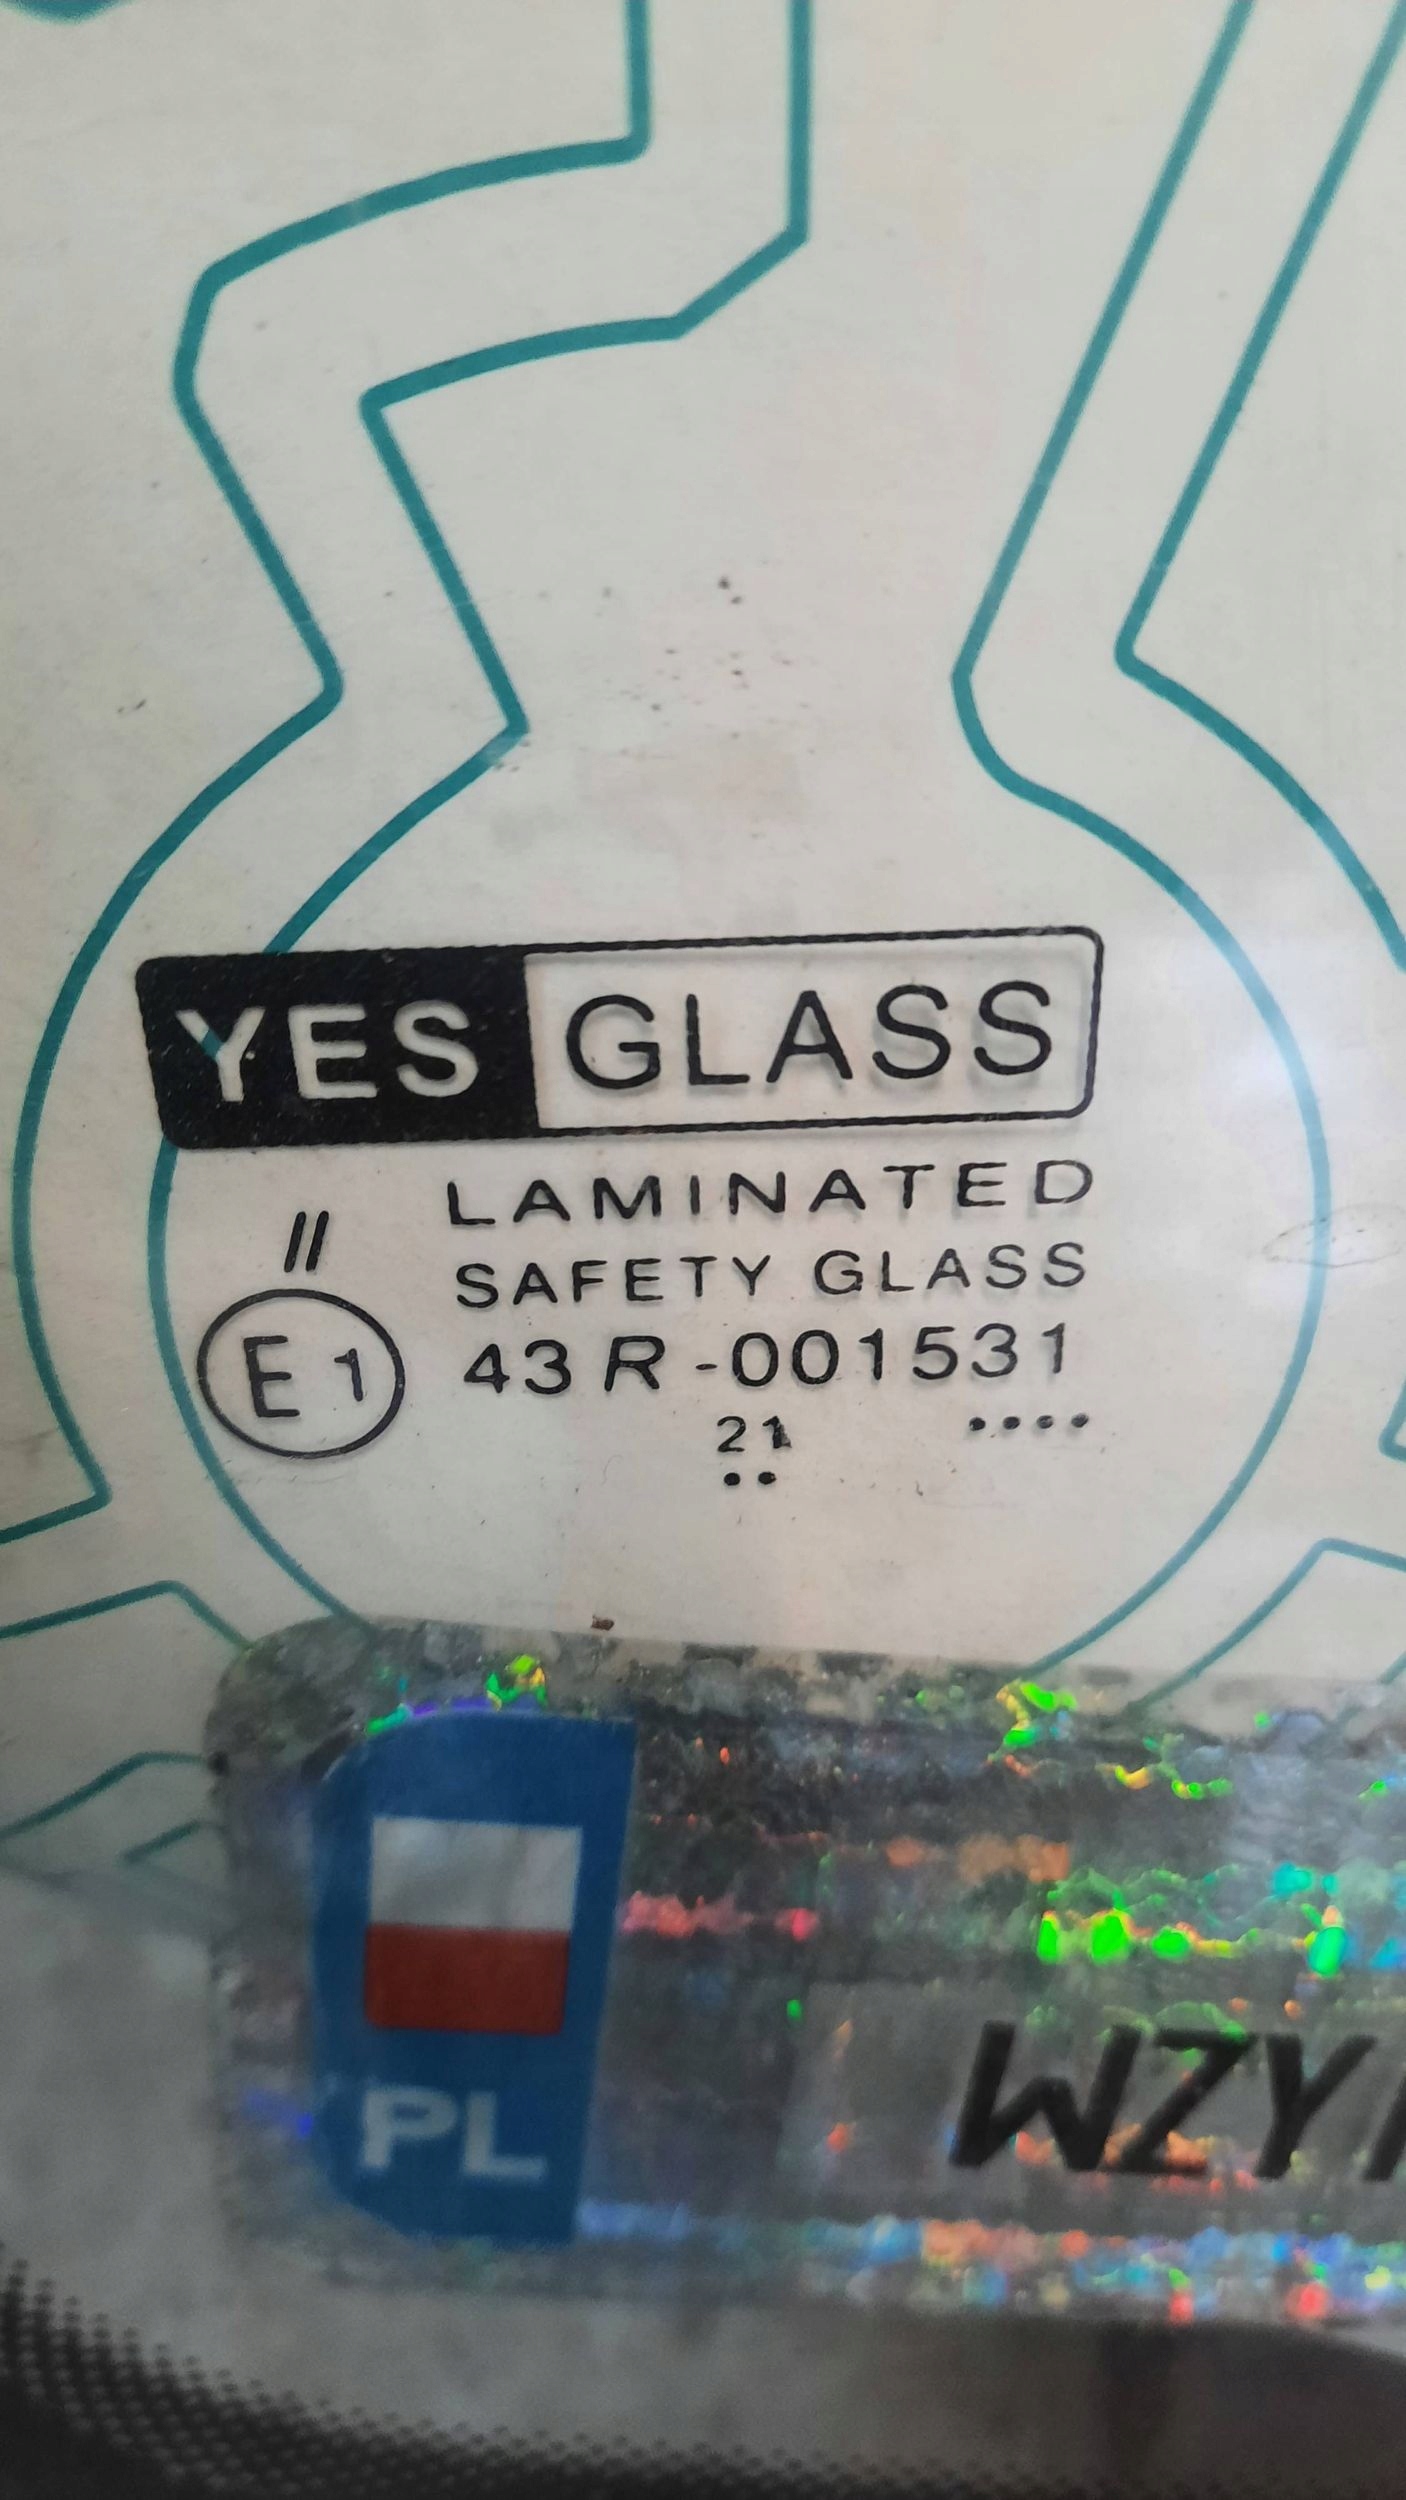 YES GLASS
LAMINATED
SAFETY GLASS
II
E1 43R-001531
21 ••••
••
PL
WZY